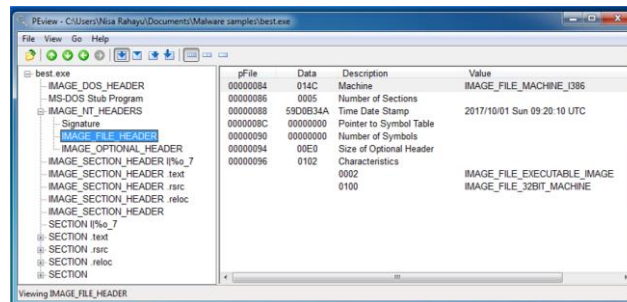 PEview - C:\Users\Nisa Rahayu\Documents\Malware samples\best.exe
File View Go Help
best.exe
IMAGE_DOS_HEADER
MS-DOS Stub Program
IMAGE_NT_HEADERS
Signature
IMAGE_FILE_HEADER
IMAGE_OPTIONAL_HEADER
IMAGE_SECTION_HEADER I|%o_7
IMAGE_SECTION_HEADER .text
IMAGE_SECTION_HEADER .rsrc
IMAGE_SECTION_HEADER .reloc
IMAGE_SECTION_HEADER
SECTION I|%o_7
SECTION .text
SECTION .rsrc
SECTION .reloc
SECTION
pFile Data Description Value
00000084 014C Machine IMAGE_FILE_MACHINE_I386
00000086 0005 Number of Sections
00000088 59D0B34A Time Date Stamp 2017/10/01 Sun 09:20:10 UTC
0000008C 00000000 Pointer to Symbol Table
00000090 00000000 Number of Symbols
00000094 00E0 Size of Optional Header
00000096 0102 Characteristics
0002 IMAGE_FILE_EXECUTABLE_IMAGE
0100 IMAGE_FILE_32BIT_MACHINE
Viewing IMAGE_FILE_HEADER